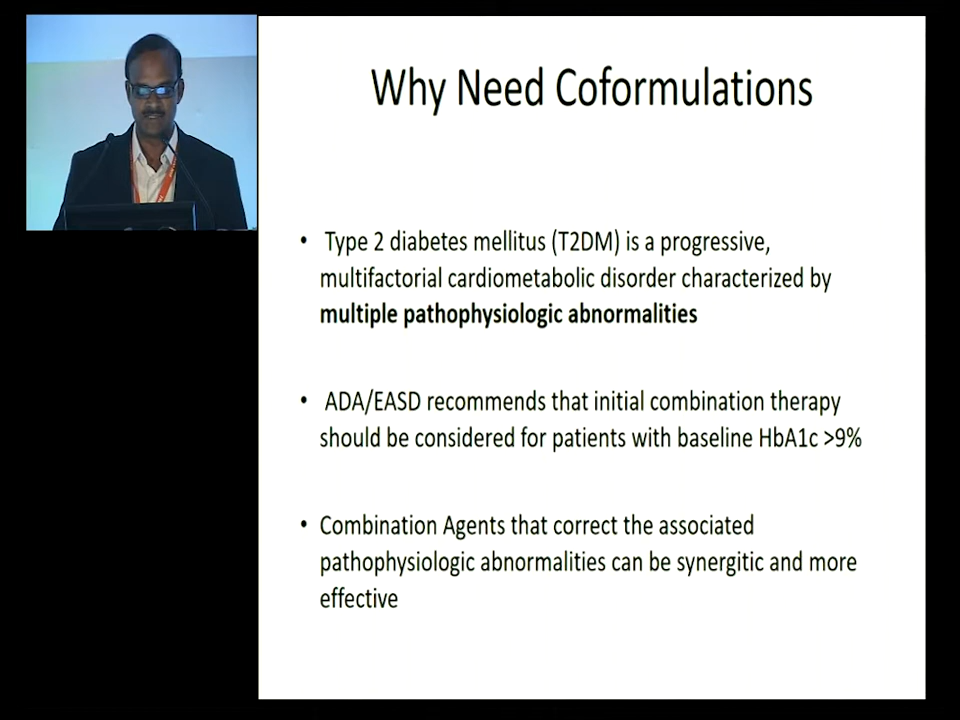 Why Need Coformulations
• Type 2 diabetes mellitus (T2DM) is a progressive,
multifactorial cardiometabolic disorder characterized by
multiple pathophysiologic abnormalities
• ADA/EASD recommends that initial combination therapy
should be considered for patients with baseline HbA1c >9%
• Combination Agents that correct the associated
pathophysiologic abnormalities can be synergitic and more
effective